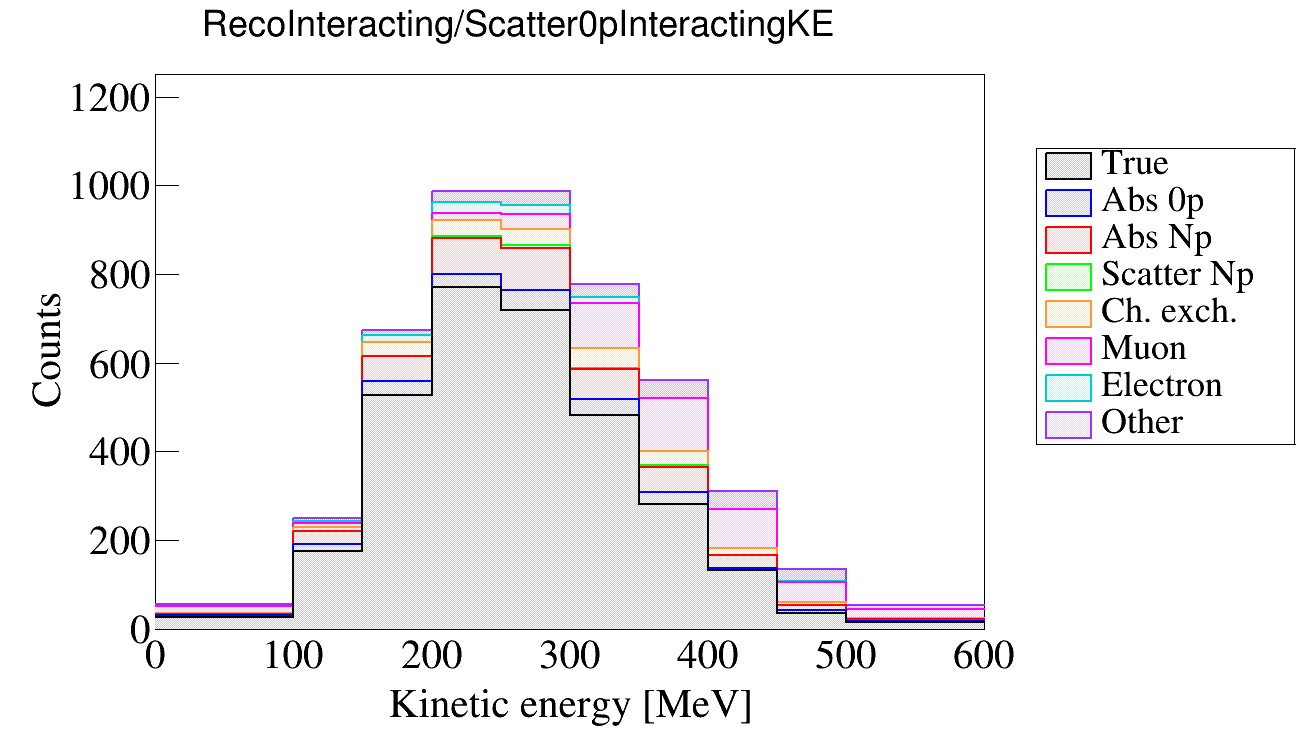 RecoInteracting/Scatter0pInteractingKE
1200
1000
800
600
400
200
0
Counts
0 100 200 300 400 500 600
Kinetic energy [MeV]
True
Abs 0p
Abs Np
Scatter Np
Ch. exch.
Muon
Electron
Other